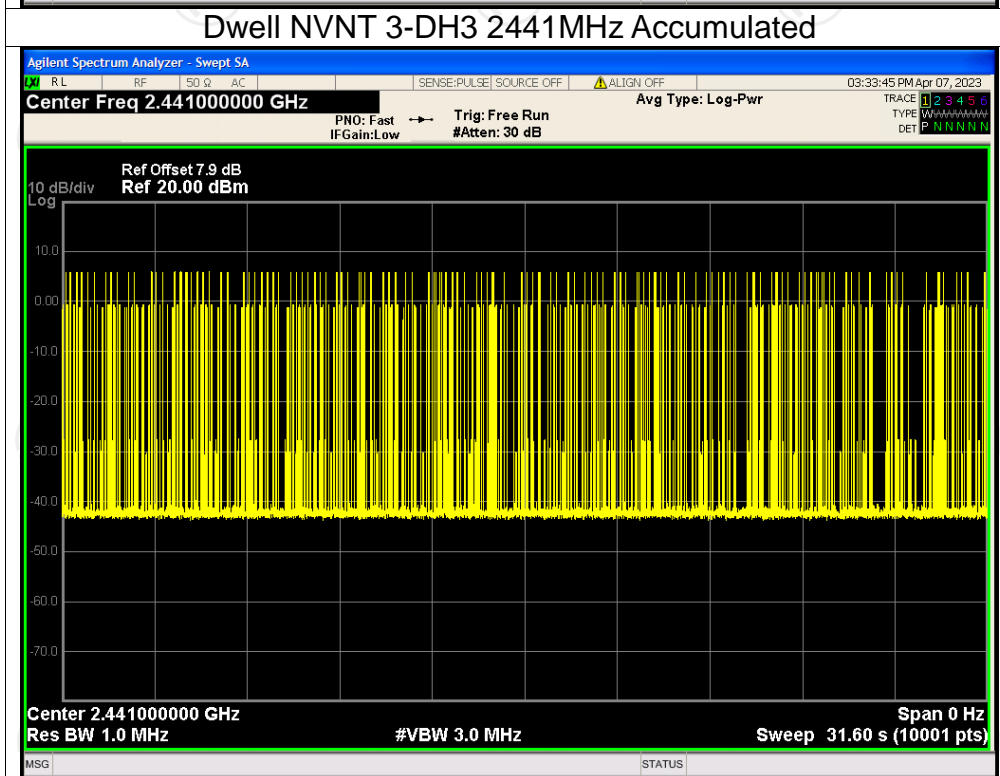 Dwell NVNT 3-DH3 2441MHz Accumulated
Agilent Spectrum Analyzer - Swept SA
LXI RL RF 50 Ω AC SENSE:PULSE SOURCE OFF ALIGN OFF 03:33:45 PM Apr 07, 2023
Center Freq 2.441000000 GHz Avg Type: Log-Pwr TRACE 1 2 3 4 5 6
PNO: Fast Trig: Free Run TYPE WWWWWW
IFGain:Low #Atten: 30 dB DET P N N N N N
Ref Offset 7.9 dB
10 dB/div Ref 20.00 dBm
Log
10.0
0.00
-10.0
-20.0
-30.0
-40.0
-50.0
-60.0
-70.0
Center 2.441000000 GHz Span 0 Hz
Res BW 1.0 MHz #VBW 3.0 MHz Sweep 31.60 s (10001 pts)
MSG STATUS